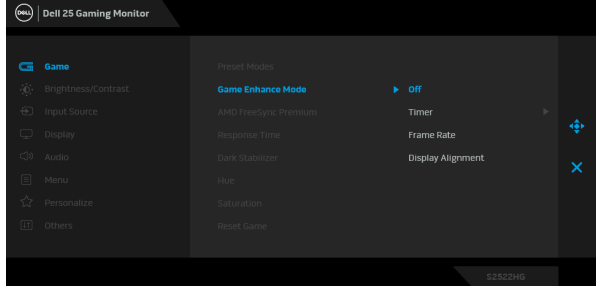 DELL
Dell 25 Gaming Monitor
Game
Brightness/Contrast
Input Source
Display
Audio
Menu
Personalize
Others
Preset Modes
Game Enhance Mode
AMD FreeSync Premium
Response Time
Dark Stabilizer
Hue
Saturation
Reset Game
Off
Timer
Frame Rate
Display Alignment
S2522HG